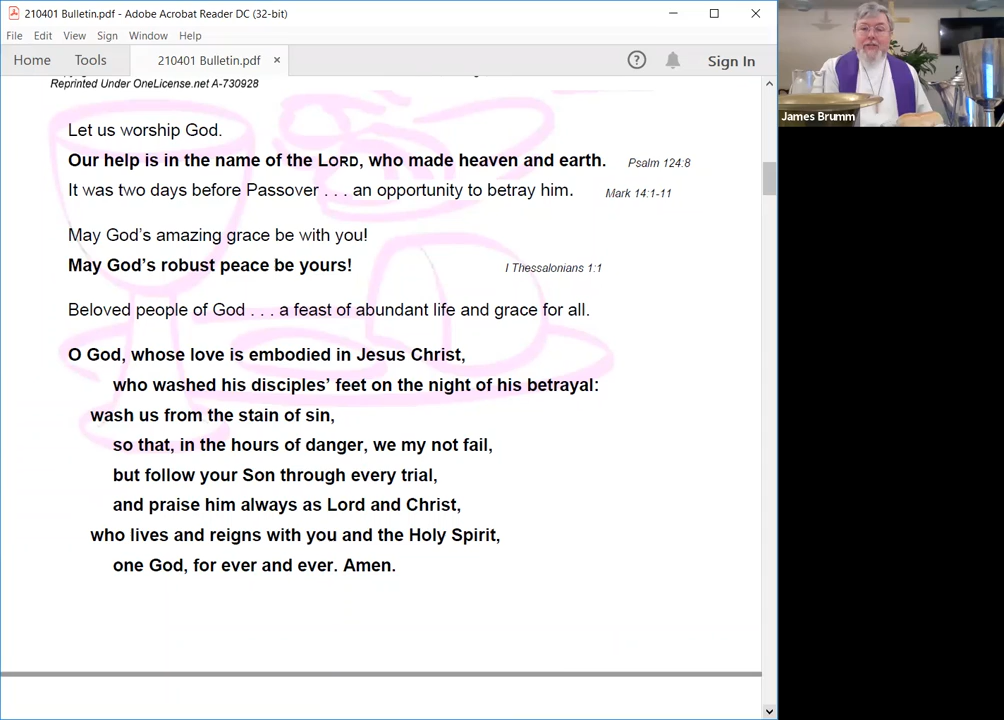 210401 Bulletin.pdf - Adobe Acrobat Reader DC (32-bit)
File Edit View Sign Window Help
Home Tools 210401 Bulletin.pdf × Sign In
Reprinted Under OneLicense.net A-730928
Let us worship God.
Our help is in the name of the LORD, who made heaven and earth. Psalm 124:8
It was two days before Passover . . . an opportunity to betray him. Mark 14:1-11
May God's amazing grace be with you!
May God's robust peace be yours! I Thessalonians 1:1
Beloved people of God . . . a feast of abundant life and grace for all.
O God, whose love is embodied in Jesus Christ,
who washed his disciples' feet on the night of his betrayal:
wash us from the stain of sin,
so that, in the hours of danger, we my not fail,
but follow your Son through every trial,
and praise him always as Lord and Christ,
who lives and reigns with you and the Holy Spirit,
one God, for ever and ever. Amen.
James Brumm